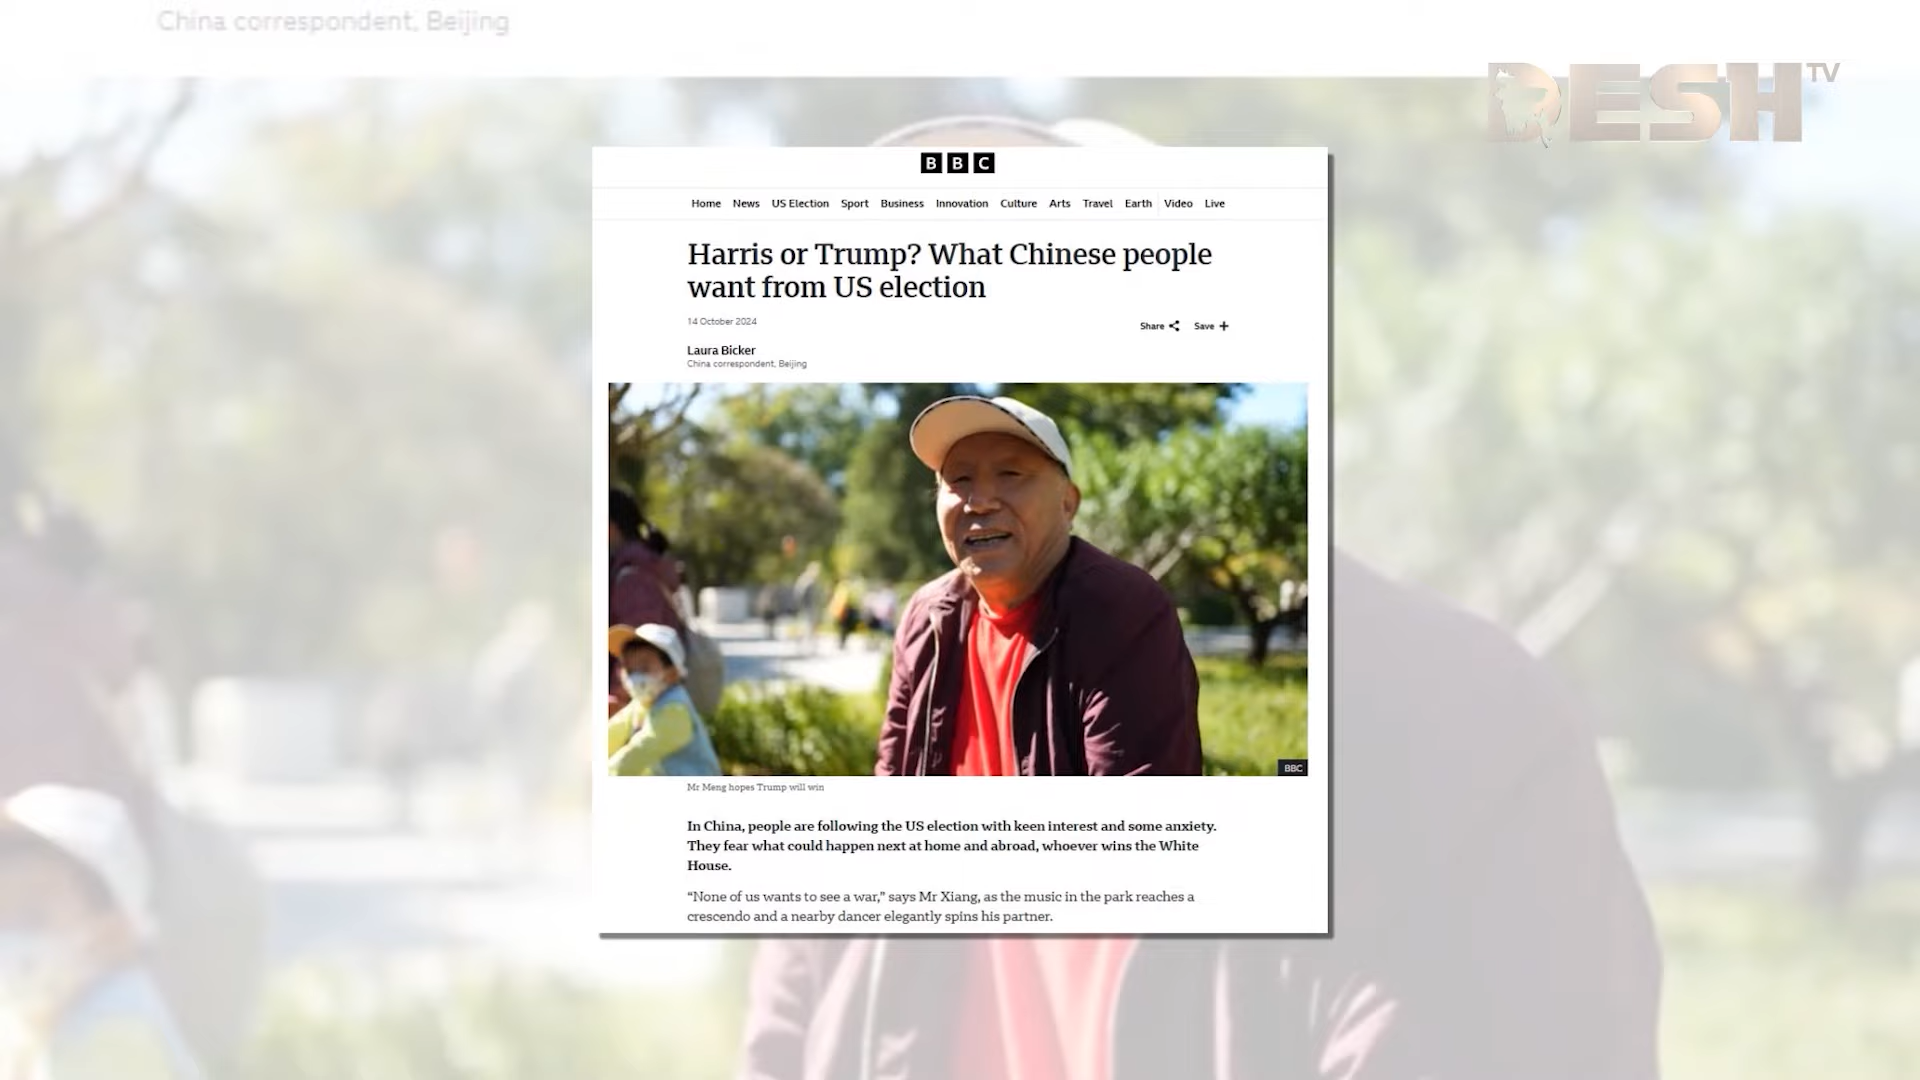 China correspondent, Beijing
DESH TV
BBC
Home News US Election Sport Business Innovation Culture Arts Travel Earth Video Live
Harris or Trump? What Chinese people
want from US election
14 October 2024
Share Save
Laura Bicker
China correspondent, Beijing
BBC
Mr Meng hopes Trump will win
In China, people are following the US election with keen interest and some anxiety.
They fear what could happen next at home and abroad, whoever wins the White
House.
“None of us wants to see a war,” says Mr Xiang, as the music in the park reaches a
crescendo and a nearby dancer elegantly spins his partner.